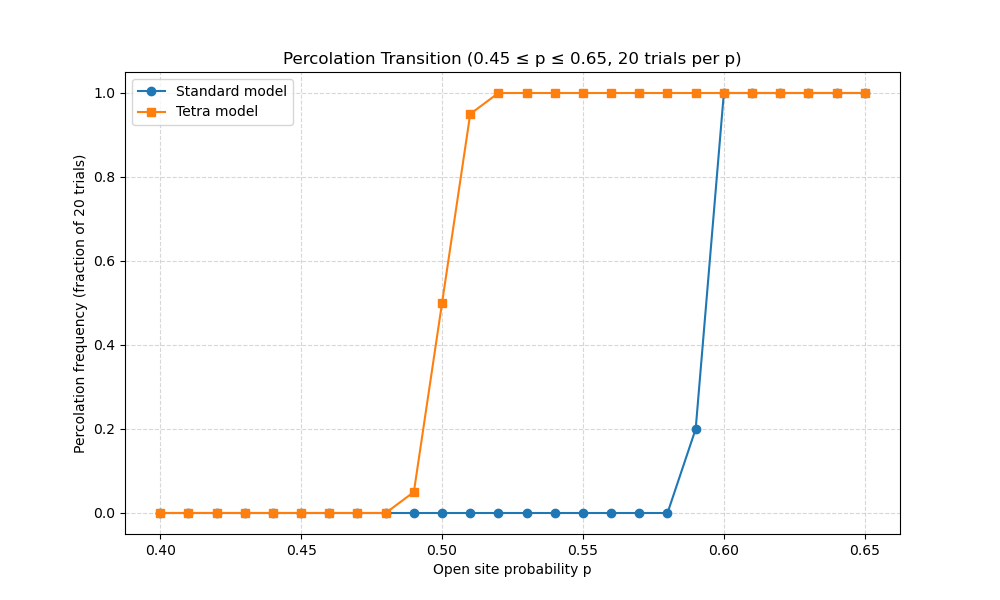 Percolation Transition (0.45 ≤ p ≤ 0.65, 20 trials per p)
Standard model
Tetra model
Percolation frequency (fraction of 20 trials)
1.0
0.8
0.6
0.4
0.2
0.0
0.40 0.45 0.50 0.55 0.60 0.65
Open site probability p